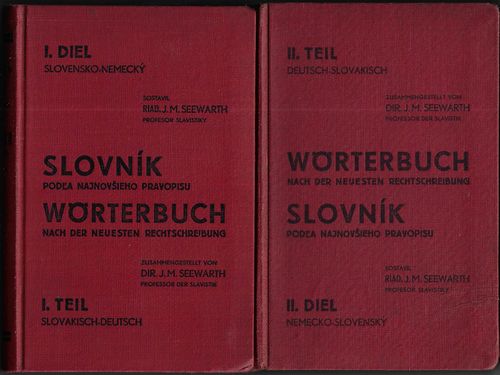 I. DIEL
SLOVENSKO-NEMECKÝ
SOSTAVIL
RIAD. J. M. SEEWARTH
PROFESOR SLAVISTIKY
SLOVNÍK
PODĽA NAJNOVŠIEHO PRAVOPISU
WÖRTERBUCH
NACH DER NEUESTEN RECHTSCHREIBUNG
ZUSAMMENGESTELLT VON
DIR. J. M. SEEWARTH
PROFESSOR DER SLAVISTIK
I. TEIL
SLOVAKISCH-DEUTSCH
II. TEIL
DEUTSCH-SLOVAKISCH
ZUSAMMENGESTELLT VON
DIR. J. M. SEEWARTH
PROFESSOR DER SLAVISTIK
WÖRTERBUCH
NACH DER NEUESTEN RECHTSCHREIBUNG
SLOVNÍK
PODĽA NAJNOVŠIEHO PRAVOPISU
SOSTAVIL
RIAD. J. M. SEEWARTH
PROFESOR SLAVISTIKY
II. DIEL
NEMECKO-SLOVENSKÝ